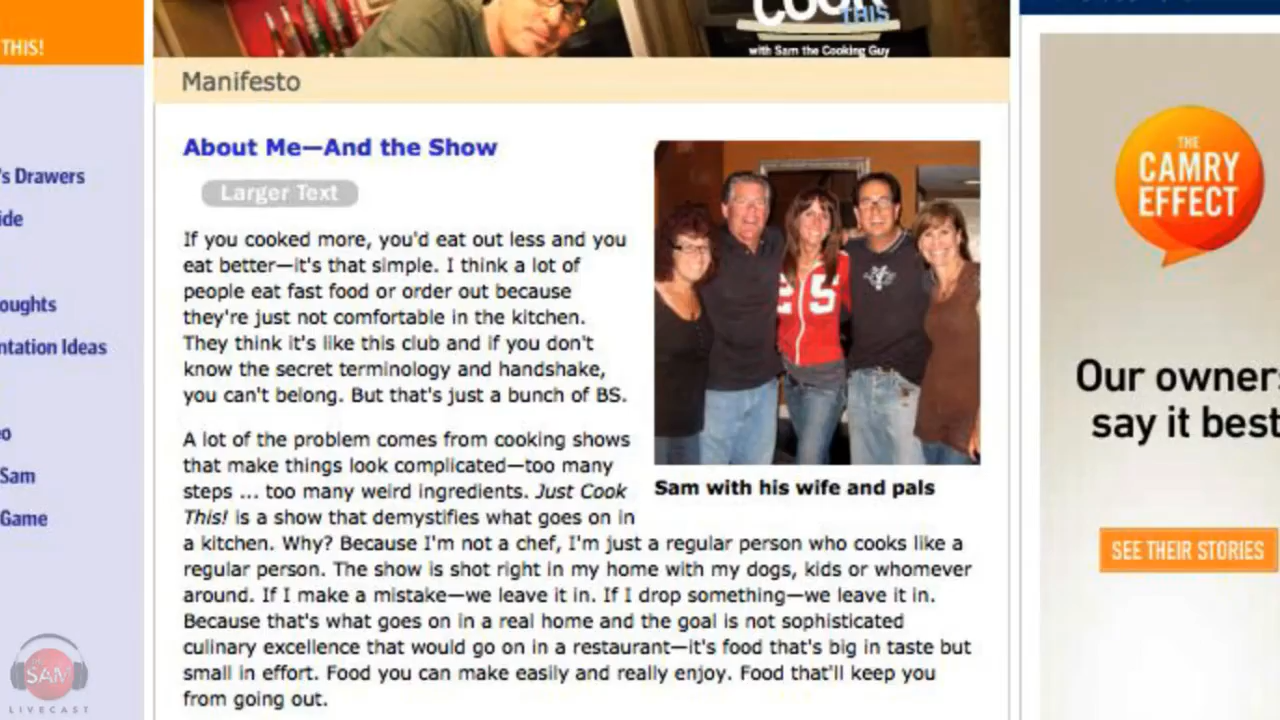 THIS!
COOK
THIS
with Sam the Cooking Guy
Manifesto
's Drawers
ide
oughts
ntation Ideas
eo
Sam
Game
About Me—And the Show
Larger Text
If you cooked more, you'd eat out less and you
eat better—it's that simple. I think a lot of
people eat fast food or order out because
they're just not comfortable in the kitchen.
They think it's like this club and if you don't
know the secret terminology and handshake,
you can't belong. But that's just a bunch of BS.
A lot of the problem comes from cooking shows
that make things look complicated—too many
steps ... too many weird ingredients. Just Cook
This! is a show that demystifies what goes on in
a kitchen. Why? Because I'm not a chef, I'm just a regular person who cooks like a
regular person. The show is shot right in my home with my dogs, kids or whomever
around. If I make a mistake—we leave it in. If I drop something—we leave it in.
Because that's what goes on in a real home and the goal is not sophisticated
culinary excellence that would go on in a restaurant—it's food that's big in taste but
small in effort. Food you can make easily and really enjoy. Food that'll keep you
from going out.
Sam with his wife and pals
THE
CAMRY
EFFECT
Our owners
say it best
SEE THEIR STORIES
SAM
LIVECAST